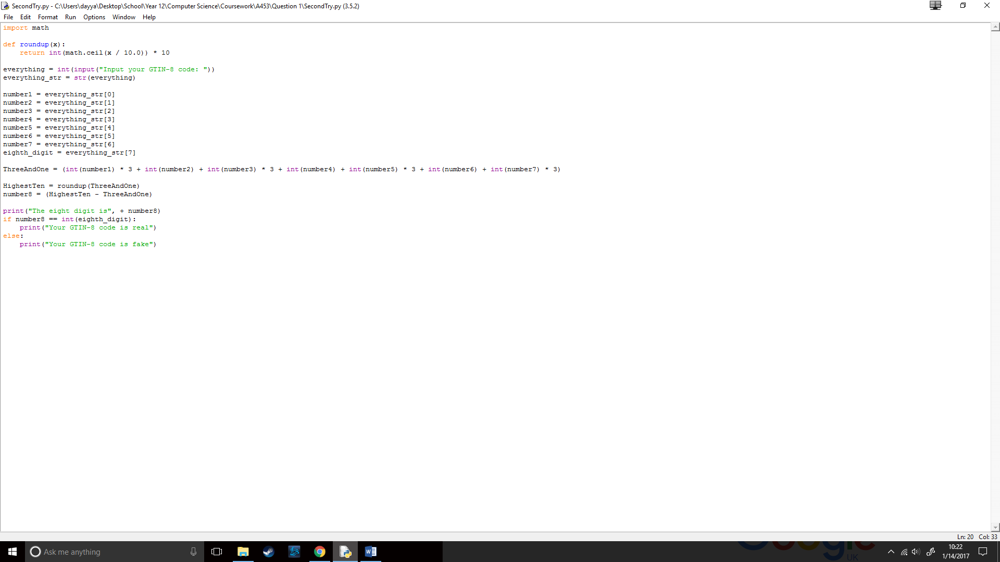 SecondTry.py - C:\Users\dayya\Desktop\School\Year 12\Computer Science\Coursework\A453\Question 1\SecondTry.py (3.5.2)
File Edit Format Run Options Window Help
import math

def roundup(x):
    return int(math.ceil(x / 10.0)) * 10

everything = int(input("Input your GTIN-8 code: "))
everything_str = str(everything)

number1 = everything_str[0]
number2 = everything_str[1]
number3 = everything_str[2]
number4 = everything_str[3]
number5 = everything_str[4]
number6 = everything_str[5]
number7 = everything_str[6]
eighth_digit = everything_str[7]

ThreeAndOne = (int(number1) * 3 + int(number2) + int(number3) * 3 + int(number4) + int(number5) * 3 + int(number6) + int(number7) * 3)

HighestTen = roundup(ThreeAndOne)
number8 = (HighestTen - ThreeAndOne)

print("The eight digit is", + number8)
if number8 == int(eighth_digit):
    print("Your GTIN-8 code is real")
else:
    print("Your GTIN-8 code is fake")
Ln: 20 Col: 33
Ask me anything
Google
UK
10:22
1/14/2017